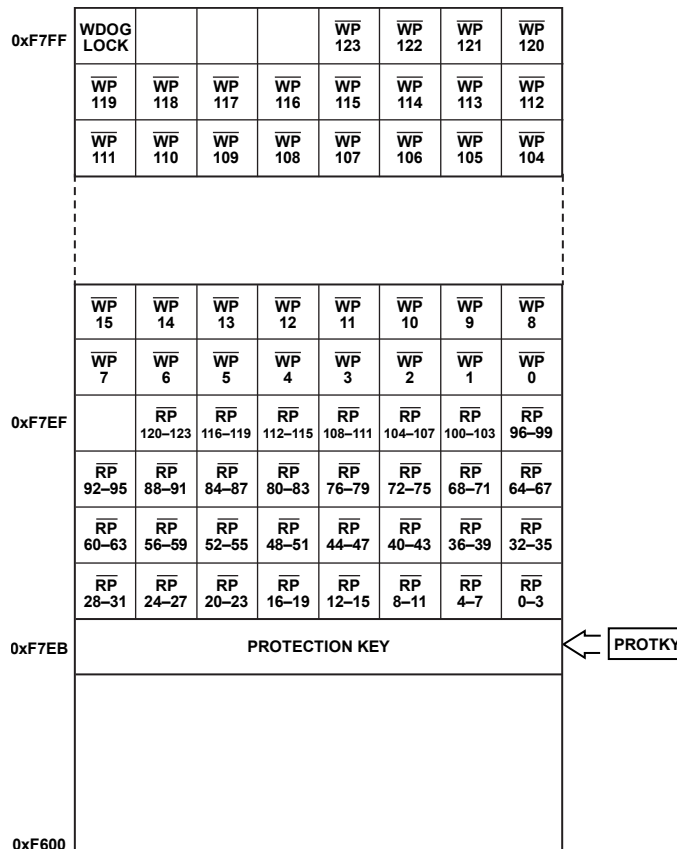 0xF7FF
WDOG LOCK
WP 123
WP 122
WP 121
WP 120
WP 119
WP 118
WP 117
WP 116
WP 115
WP 114
WP 113
WP 112
WP 111
WP 110
WP 109
WP 108
WP 107
WP 106
WP 105
WP 104
WP 15
WP 14
WP 13
WP 12
WP 11
WP 10
WP 9
WP 8
WP 7
WP 6
WP 5
WP 4
WP 3
WP 2
WP 1
WP 0
0xF7EF
RP 120–123
RP 116–119
RP 112–115
RP 108–111
RP 104–107
RP 100–103
RP 96–99
RP 92–95
RP 88–91
RP 84–87
RP 80–83
RP 76–79
RP 72–75
RP 68–71
RP 64–67
RP 60–63
RP 56–59
RP 52–55
RP 48–51
RP 44–47
RP 40–43
RP 36–39
RP 32–35
RP 28–31
RP 24–27
RP 20–23
RP 16–19
RP 12–15
RP 8–11
RP 4–7
RP 0–3
0xF7EB
PROTECTION KEY
PROTKY
0xF600